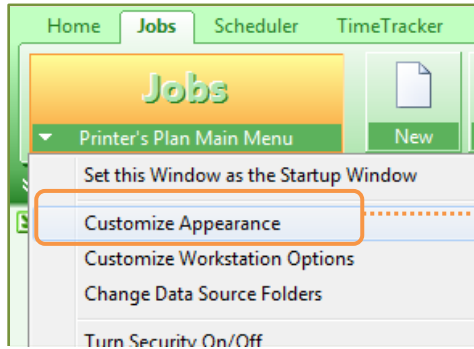 Home Jobs Scheduler TimeTracker
Jobs
Printer's Plan Main Menu New
Set this Window as the Startup Window
Customize Appearance
Customize Workstation Options
Change Data Source Folders
Turn Security On/Off